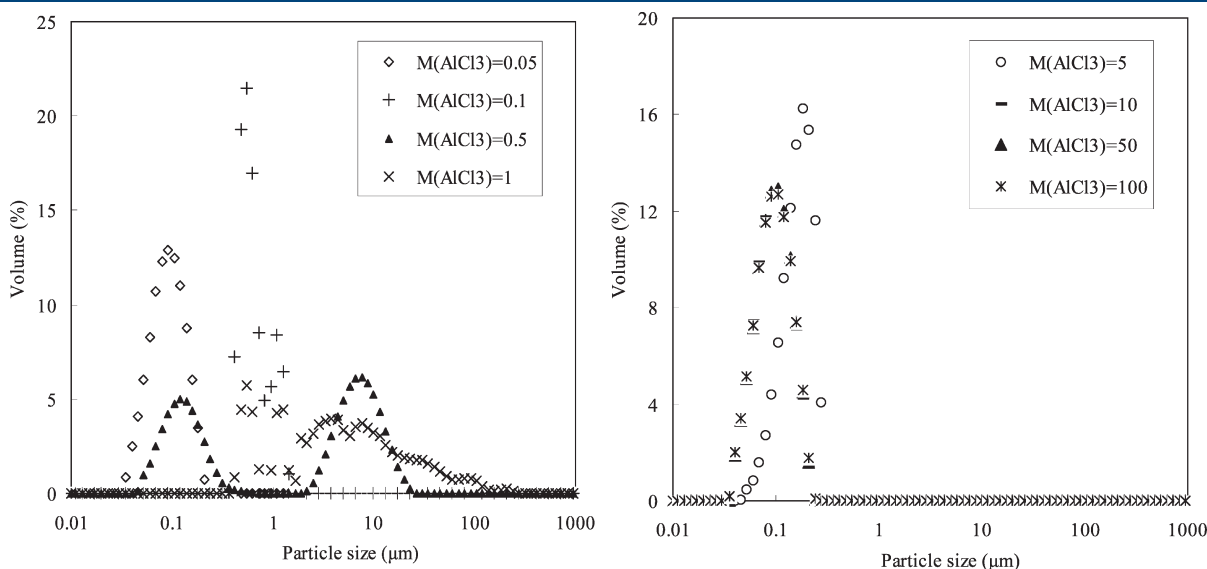 25
20
15
10
5
0
Volume (%)
0.01 0.1 1 10 100 1000
Particle size (μm)
M(AlCl3)=0.05
M(AlCl3)=0.1
M(AlCl3)=0.5
M(AlCl3)=1
20
16
12
8
4
0
Volume (%)
0.01 0.1 1 10 100 1000
Particle size (μm)
M(AlCl3)=5
M(AlCl3)=10
M(AlCl3)=50
M(AlCl3)=100